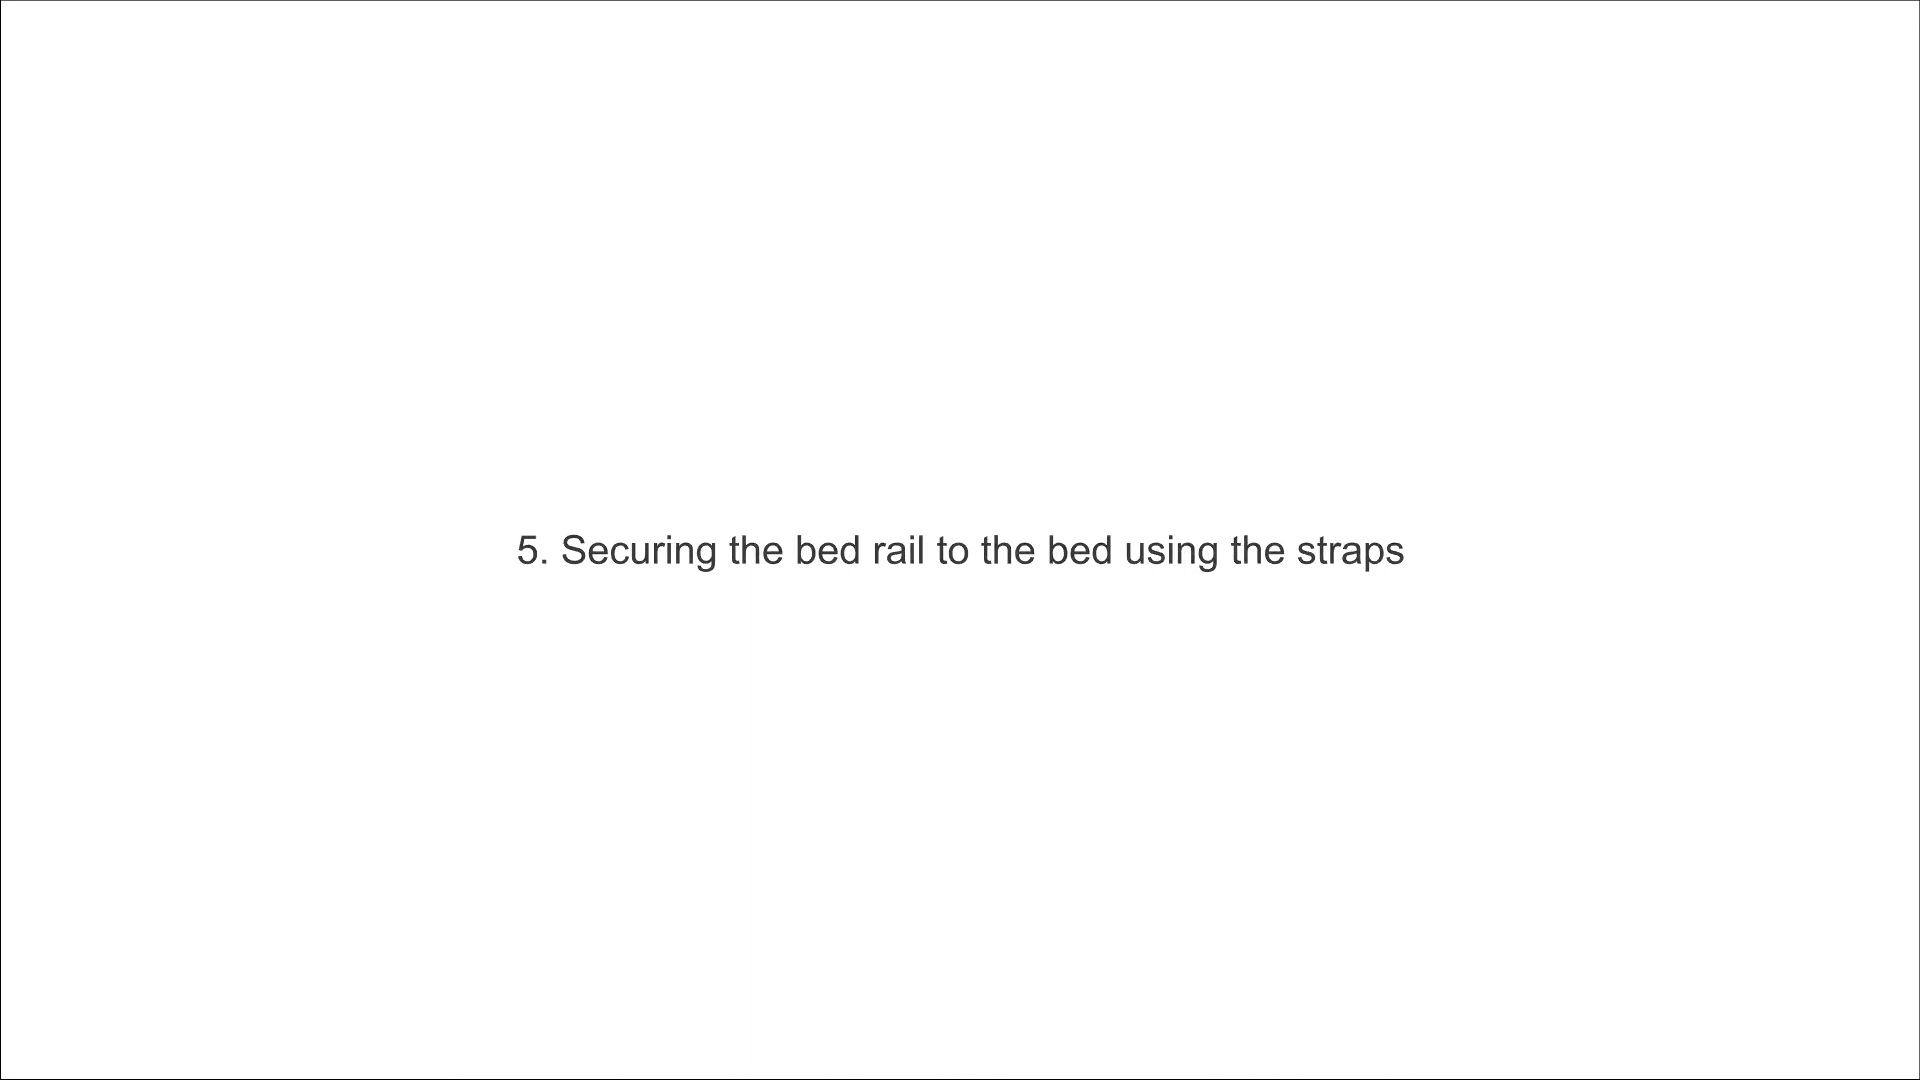 5. Securing the bed rail to the bed using the straps